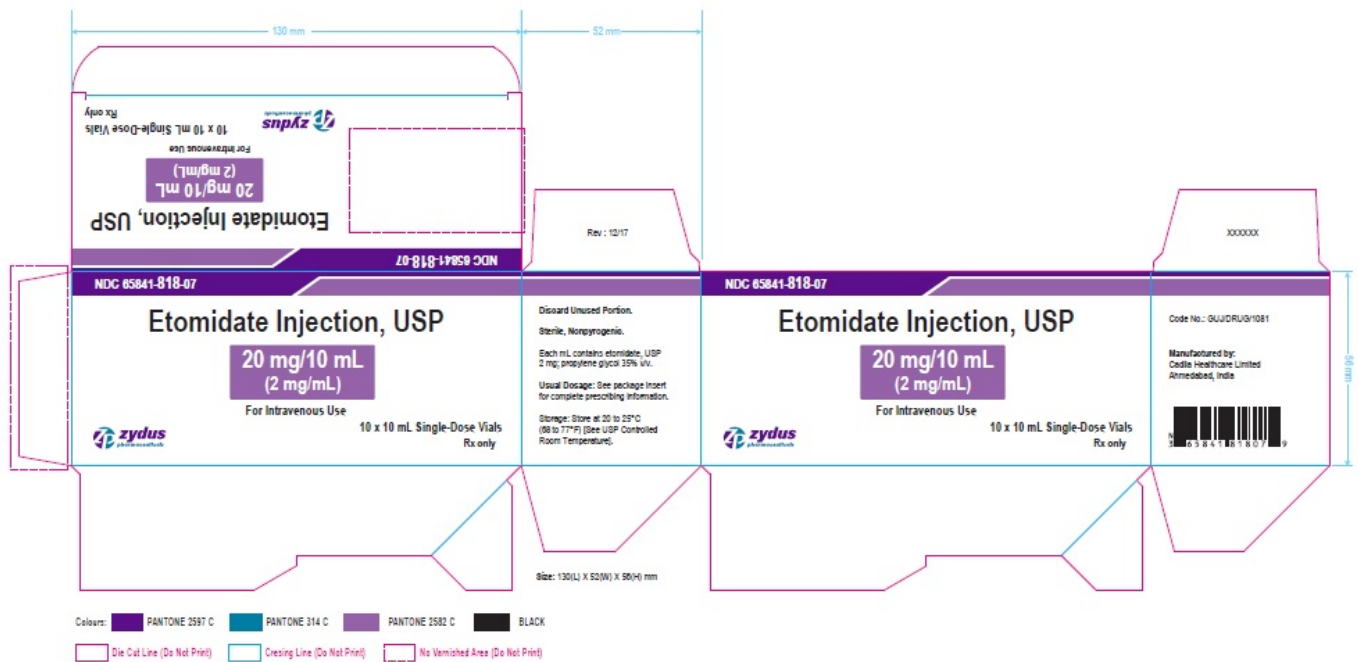 130 mm
52 mm
Rx only
10 x 10 mL Single-Dose Vials
zydus
pharmaceuticals
For Intravenous Use
20 mg/10 mL
(2 mg/mL)
Etomidate Injection, USP
NDC 65841-818-07
Rev : 12/17
XXXXXX
NDC 65841-818-07
Etomidate Injection, USP
20 mg/10 mL
(2 mg/mL)
For Intravenous Use
10 x 10 mL Single-Dose Vials
Rx only
zydus
pharmaceuticals
Discard Unused Portion.
Sterile, Nonpyrogenic.
Each mL contains etomidate, USP
2 mg; propylene glycol 35% v/v.
Usual Dosage: See package insert
for complete prescribing information.
Storage: Store at 20 to 25°C
(68 to 77°F) [See USP Controlled
Room Temperature].
NDC 65841-818-07
Etomidate Injection, USP
20 mg/10 mL
(2 mg/mL)
For Intravenous Use
10 x 10 mL Single-Dose Vials
Rx only
zydus
pharmaceuticals
Code No.: GUJ/DRUG/1081
Manufactured by:
Cadila Healthcare Limited
Ahmedabad, India
N
3 65841 81807 9
56 mm
Size: 130(L) X 52(W) X 56(H) mm
Colours: PANTONE 2597 C PANTONE 314 C PANTONE 2582 C BLACK
Die Cut Line (Do Not Print) Cresing Line (Do Not Print) No Varnished Area (Do Not Print)